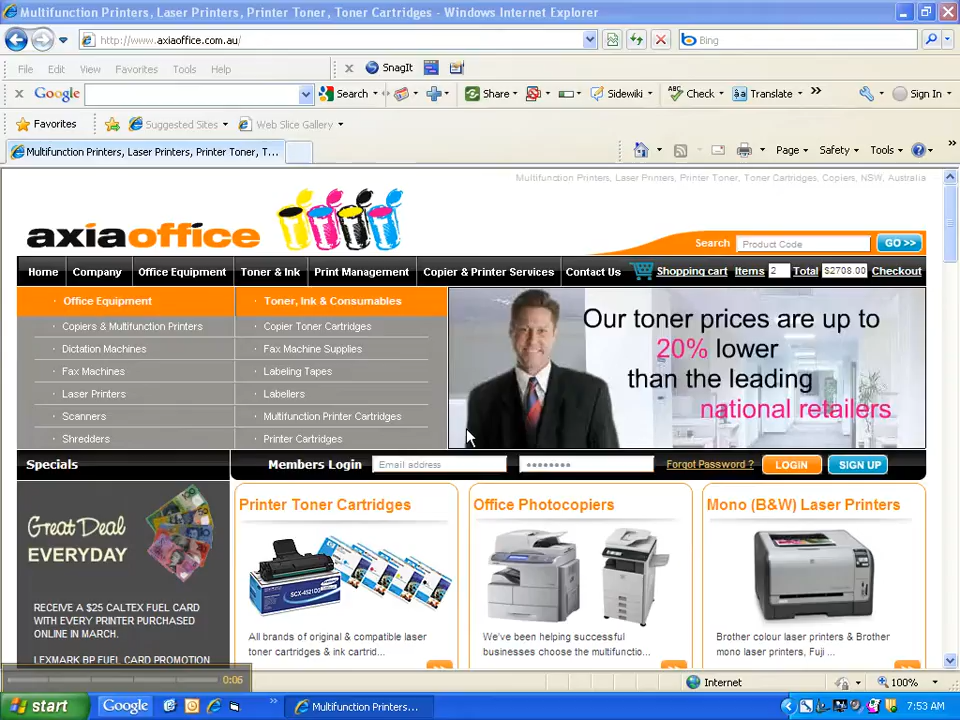 Multifunction Printers, Laser Printers, Printer Toner, Toner Cartridges - Windows Internet Explorer
http://www.axiaoffice.com.au/
Bing
File Edit View Favorites Tools Help
SnagIt
Google Search Share Sidewiki Check Translate Sign In
Favorites Suggested Sites Web Slice Gallery
Multifunction Printers, Laser Printers, Printer Toner, T...
Page Safety Tools
Multifunction Printers, Laser Printers, Printer Toner, Toner Cartridges, Copiers, NSW, Australia
axiaoffice
Search Product Code GO >>
Home Company Office Equipment Toner & Ink Print Management Copier & Printer Services Contact Us Shopping cart Items 2 Total $2708.00 Checkout
Office Equipment
Copiers & Multifunction Printers
Dictation Machines
Fax Machines
Laser Printers
Scanners
Shredders
Toner, Ink & Consumables
Copier Toner Cartridges
Fax Machine Supplies
Labeling Tapes
Labellers
Multifunction Printer Cartridges
Printer Cartridges
Our toner prices are up to
20% lower
than the leading
national retailers
Specials
Members Login Email address Forgot Password ? LOGIN SIGN UP
Great Deal
EVERYDAY
RECEIVE A $25 CALTEX FUEL CARD
WITH EVERY PRINTER PURCHASED
ONLINE IN MARCH.
LEXMARK BP FUEL CARD PROMOTION
Printer Toner Cartridges
SCX-4521D3
All brands of original & compatible laser
toner cartridges & ink cartrid...
Office Photocopiers
We've been helping successful
businesses choose the multifunctio...
Mono (B&W) Laser Printers
Brother colour laser printers & Brother
mono laser printers, Fuji ...
0:06
Internet 100%
start Google Multifunction Printers... 7:53 AM